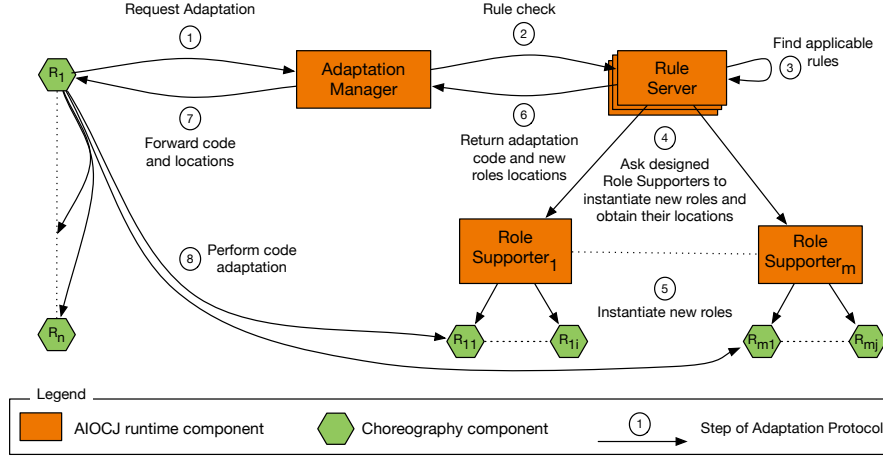 Request Adaptation
1
Rule check
2
Find applicable
3
rules
R1
Adaptation
Manager
Rule
Server
7
Forward code
and locations
6
Return adaptation
code and new
roles locations
4
Ask designed
Role Supporters to
instantiate new roles and
obtain their locations
8
Perform code
adaptation
Role
Supporter1
Role
Supporterm
5
Instantiate new roles
Rn
R11
R1i
Rm1
Rmj
Legend
AIOCJ runtime component
Choreography component
1
Step of Adaptation Protocol